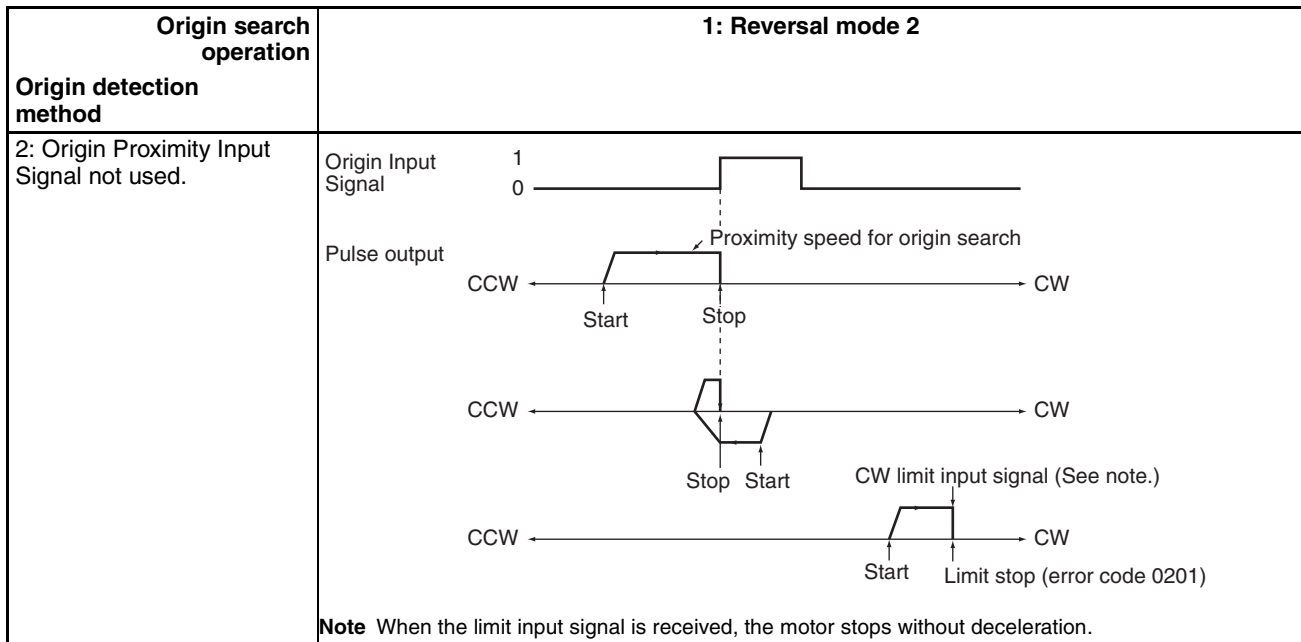 Origin search
operation
Origin detection
method
1: Reversal mode 2
2: Origin Proximity Input
Signal not used.
Origin Input
Signal
1
0
Pulse output
Proximity speed for origin search
CCW
CW
Start
Stop
CCW
CW
Stop
Start
CW limit input signal (See note.)
CCW
CW
Start
Limit stop (error code 0201)
Note When the limit input signal is received, the motor stops without deceleration.